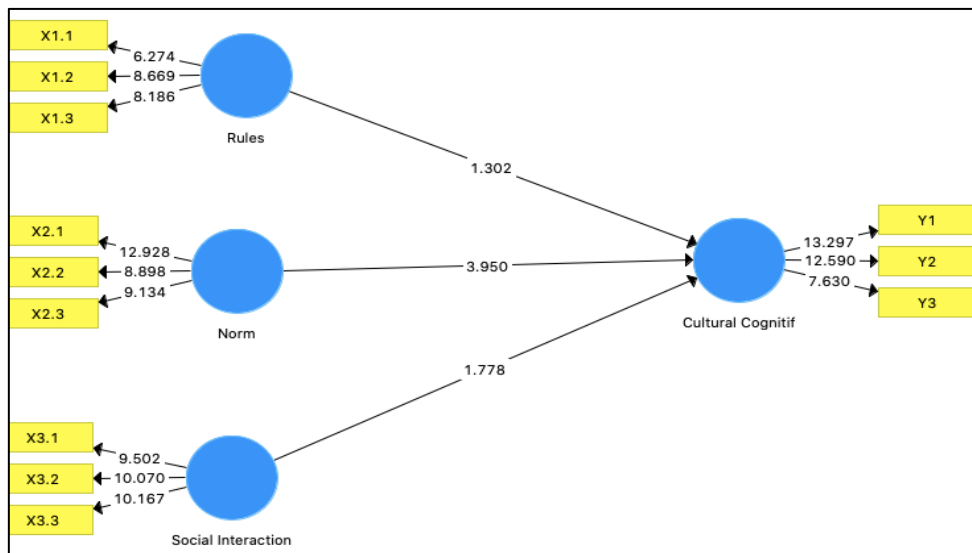 X1.1
6.274
X1.2
8.669
X1.3
8.186
Rules
1.302
X2.1
12.928
X2.2
8.898
X2.3
9.134
Norm
3.950
Y1
13.297
Y2
12.590
Y3
7.630
Cultural Cognitif
1.778
X3.1
9.502
X3.2
10.070
X3.3
10.167
Social Interaction